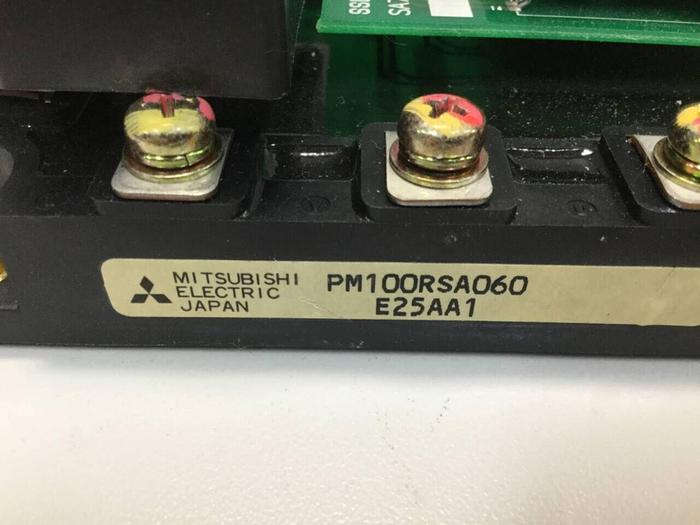 MITSUBISHI
ELECTRIC
JAPAN
PM100RSA060
E25AA1